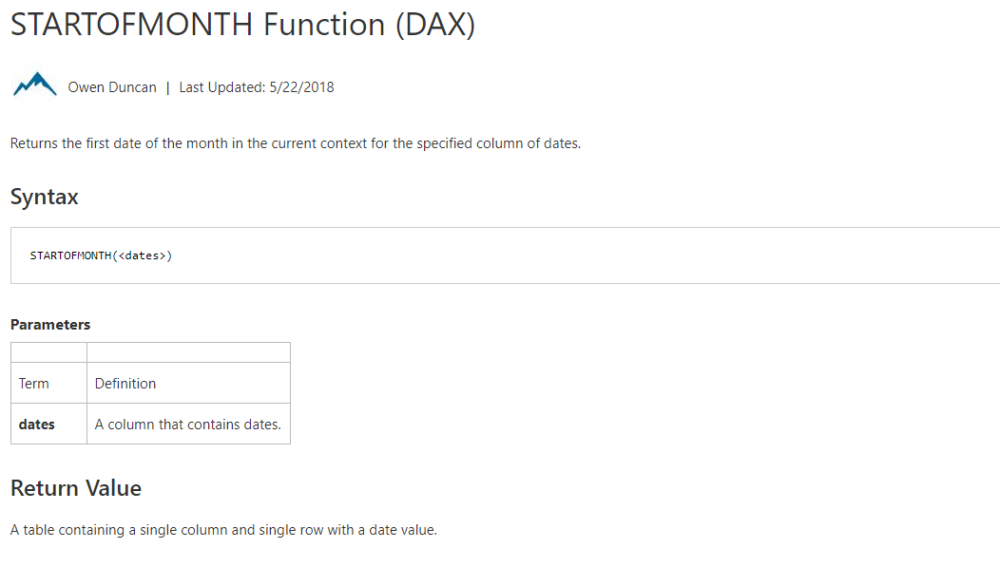 STARTOFMONTH Function (DAX)
Owen Duncan | Last Updated: 5/22/2018
Returns the first date of the month in the current context for the specified column of dates.
Syntax
STARTOFMONTH(<dates>)
Parameters
Term Definition
dates A column that contains dates.
Return Value
A table containing a single column and single row with a date value.